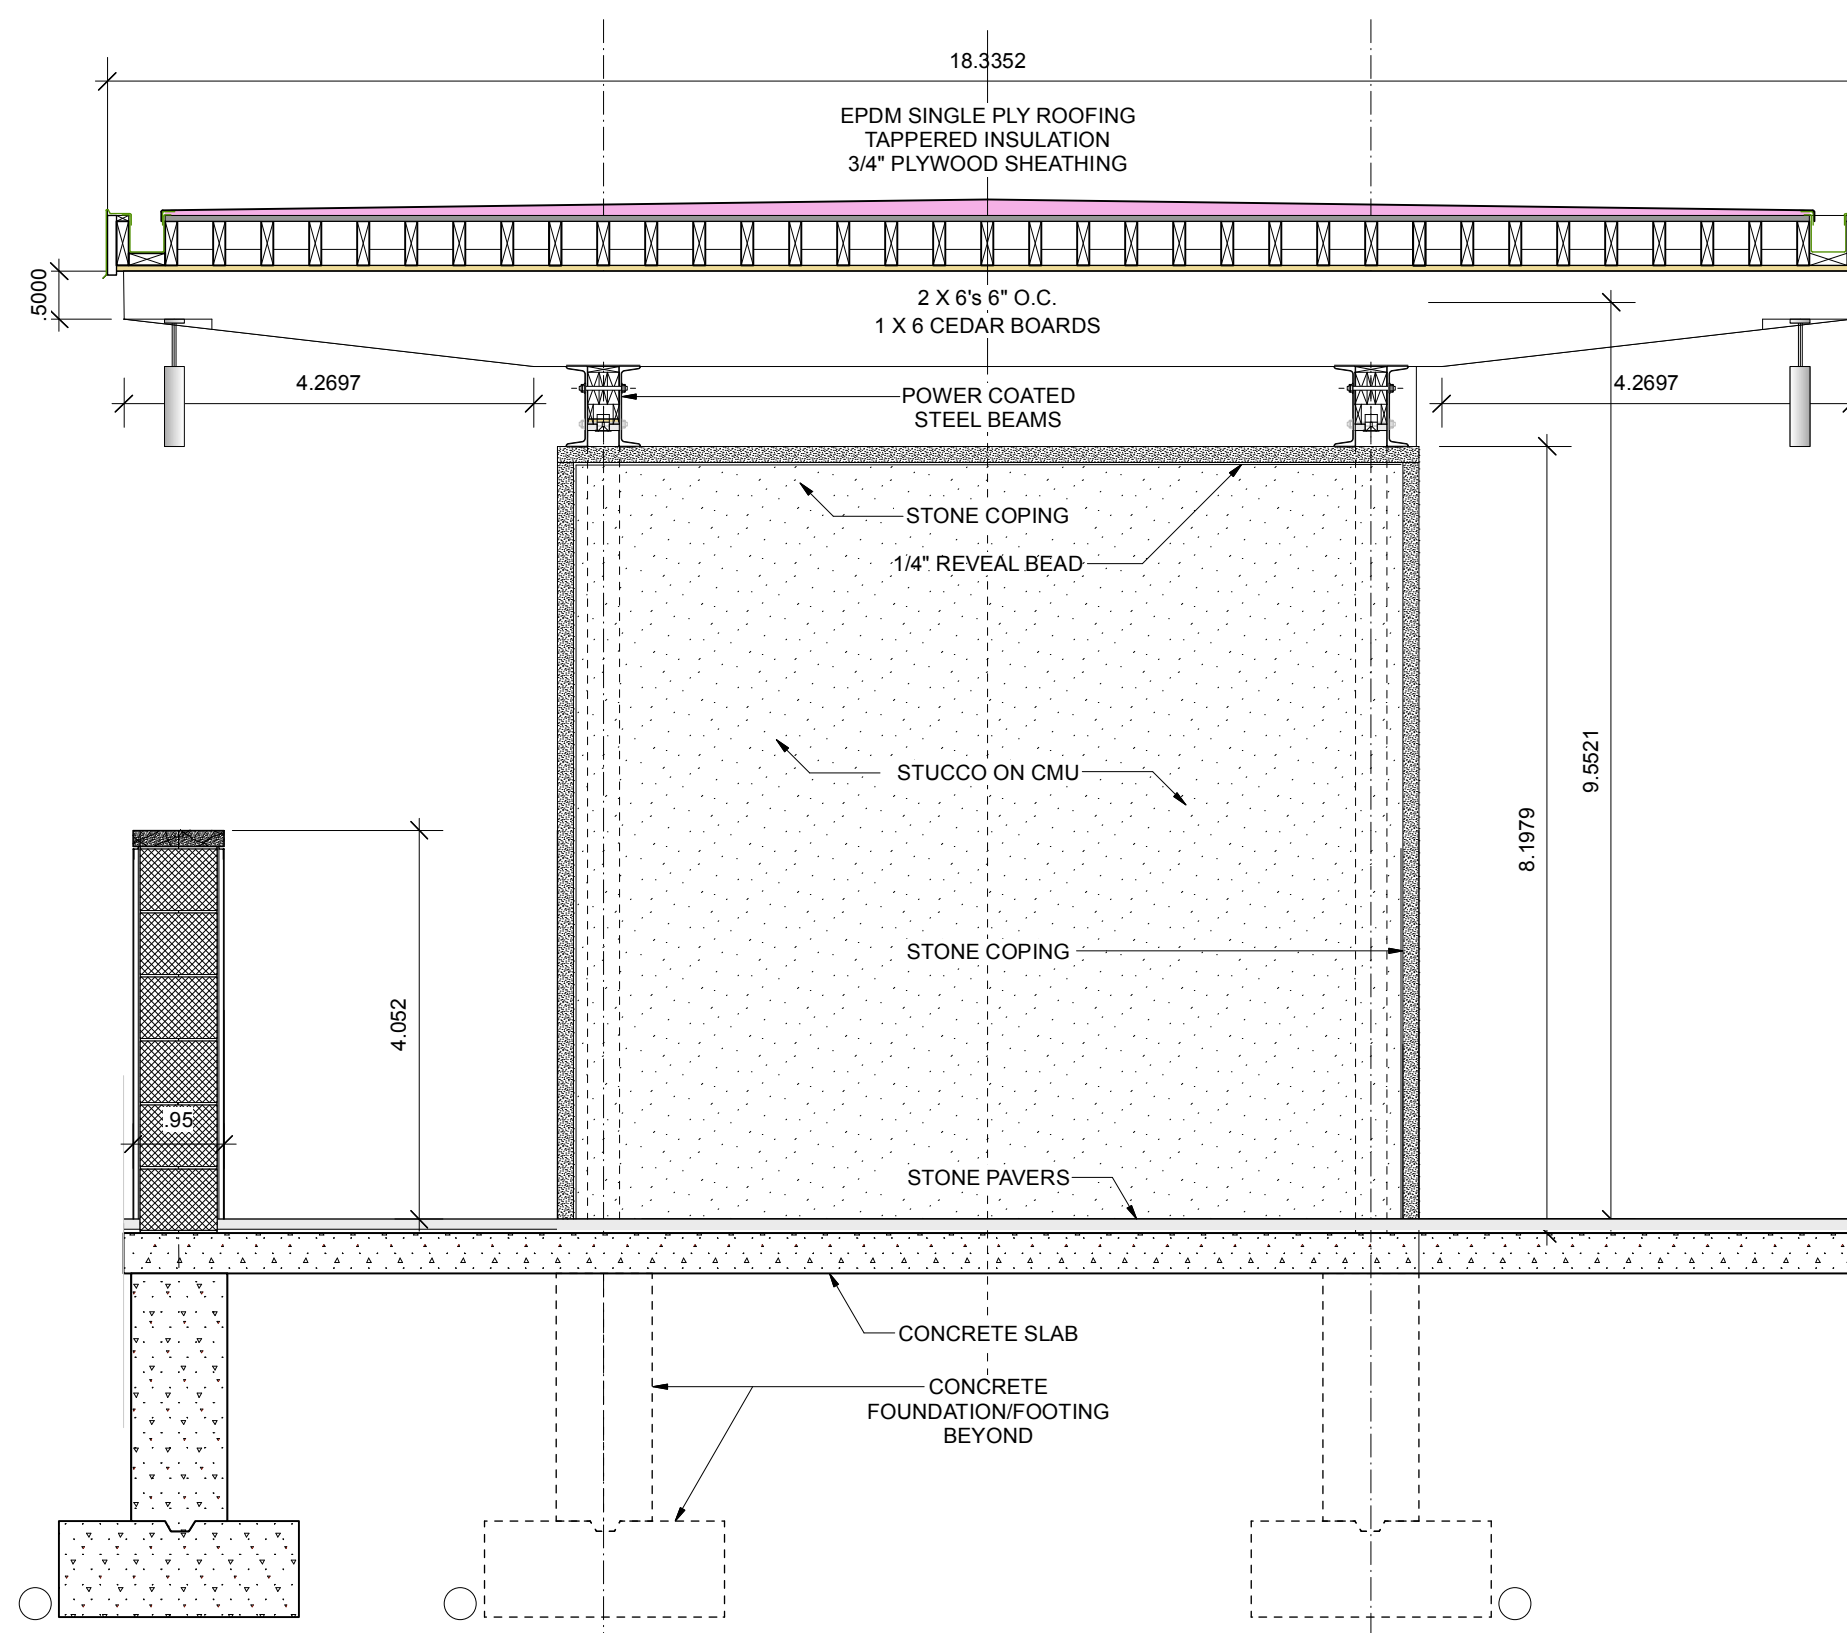 18.3352
EPDM SINGLE PLY ROOFING
TAPPERED INSULATION
3/4" PLYWOOD SHEATHING
.5000
2 X 6's 6" O.C.
1 X 6 CEDAR BOARDS
4.2697
4.2697
POWER COATED
STEEL BEAMS
STONE COPING
1/4" REVEAL BEAD
9.5521
STUCCO ON CMU
8.1979
STONE COPING
4.052
.95
STONE PAVERS
CONCRETE SLAB
CONCRETE
FOUNDATION/FOOTING
BEYOND